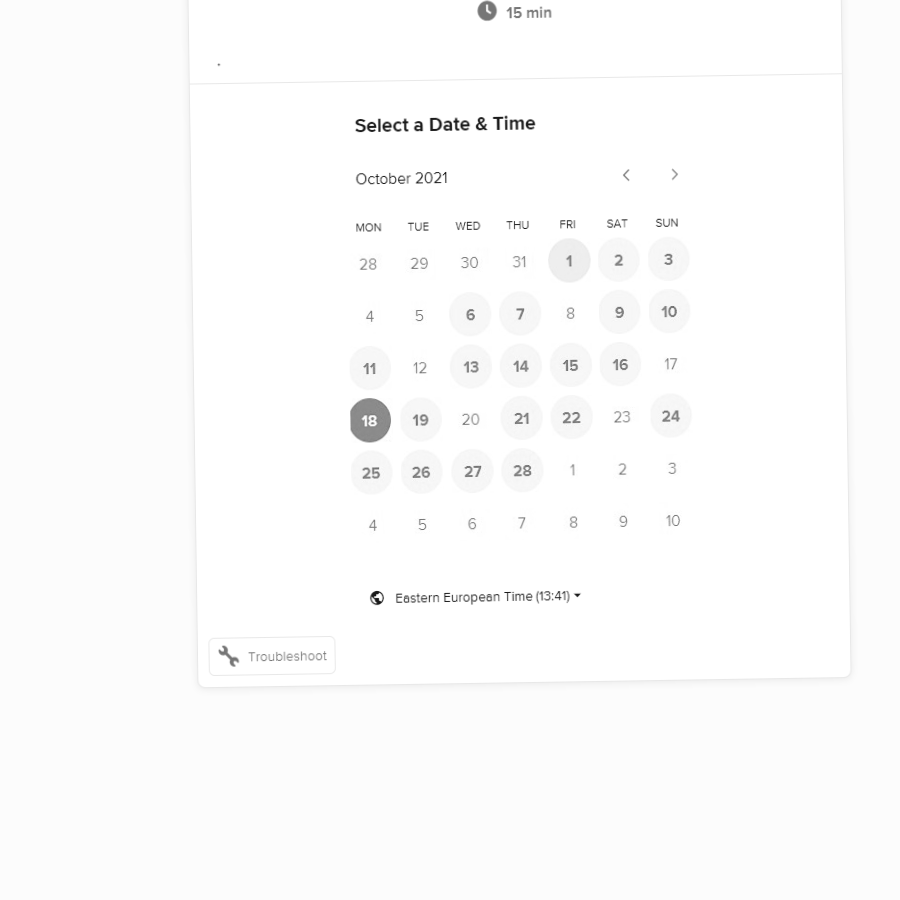 15 min
.
Select a Date & Time
October 2021
MON TUE WED THU FRI SAT SUN
28 29 30 31 1 2 3
4 5 6 7 8 9 10
11 12 13 14 15 16 17
18 19 20 21 22 23 24
25 26 27 28 1 2 3
4 5 6 7 8 9 10
Eastern European Time (13:41)
Troubleshoot